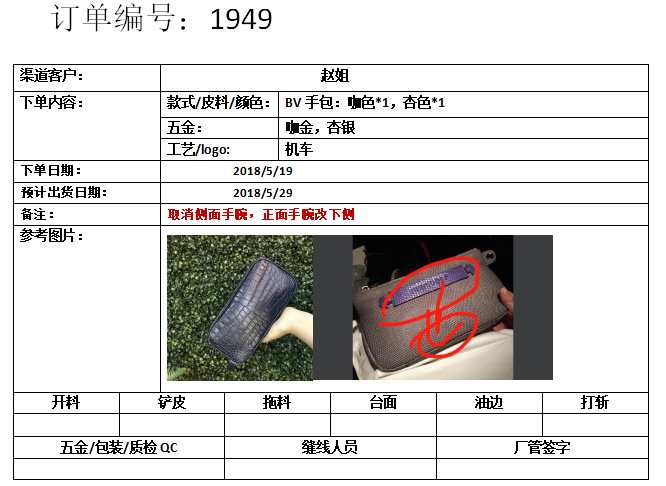 订单编号：1949
渠道客户： 赵姐
下单内容： 款式/皮料/颜色： BV 手包：咖色*1，杏色*1
五金： 咖金，杏银
工艺/logo: 机车
下单日期： 2018/5/19
预计出货日期： 2018/5/29
备注： 取消侧面手腕，正面手腕改下侧
参考图片：
开料 铲皮 拖料 台面 油边 打斩
五金/包装/质检 QC 缝线人员 厂管签字